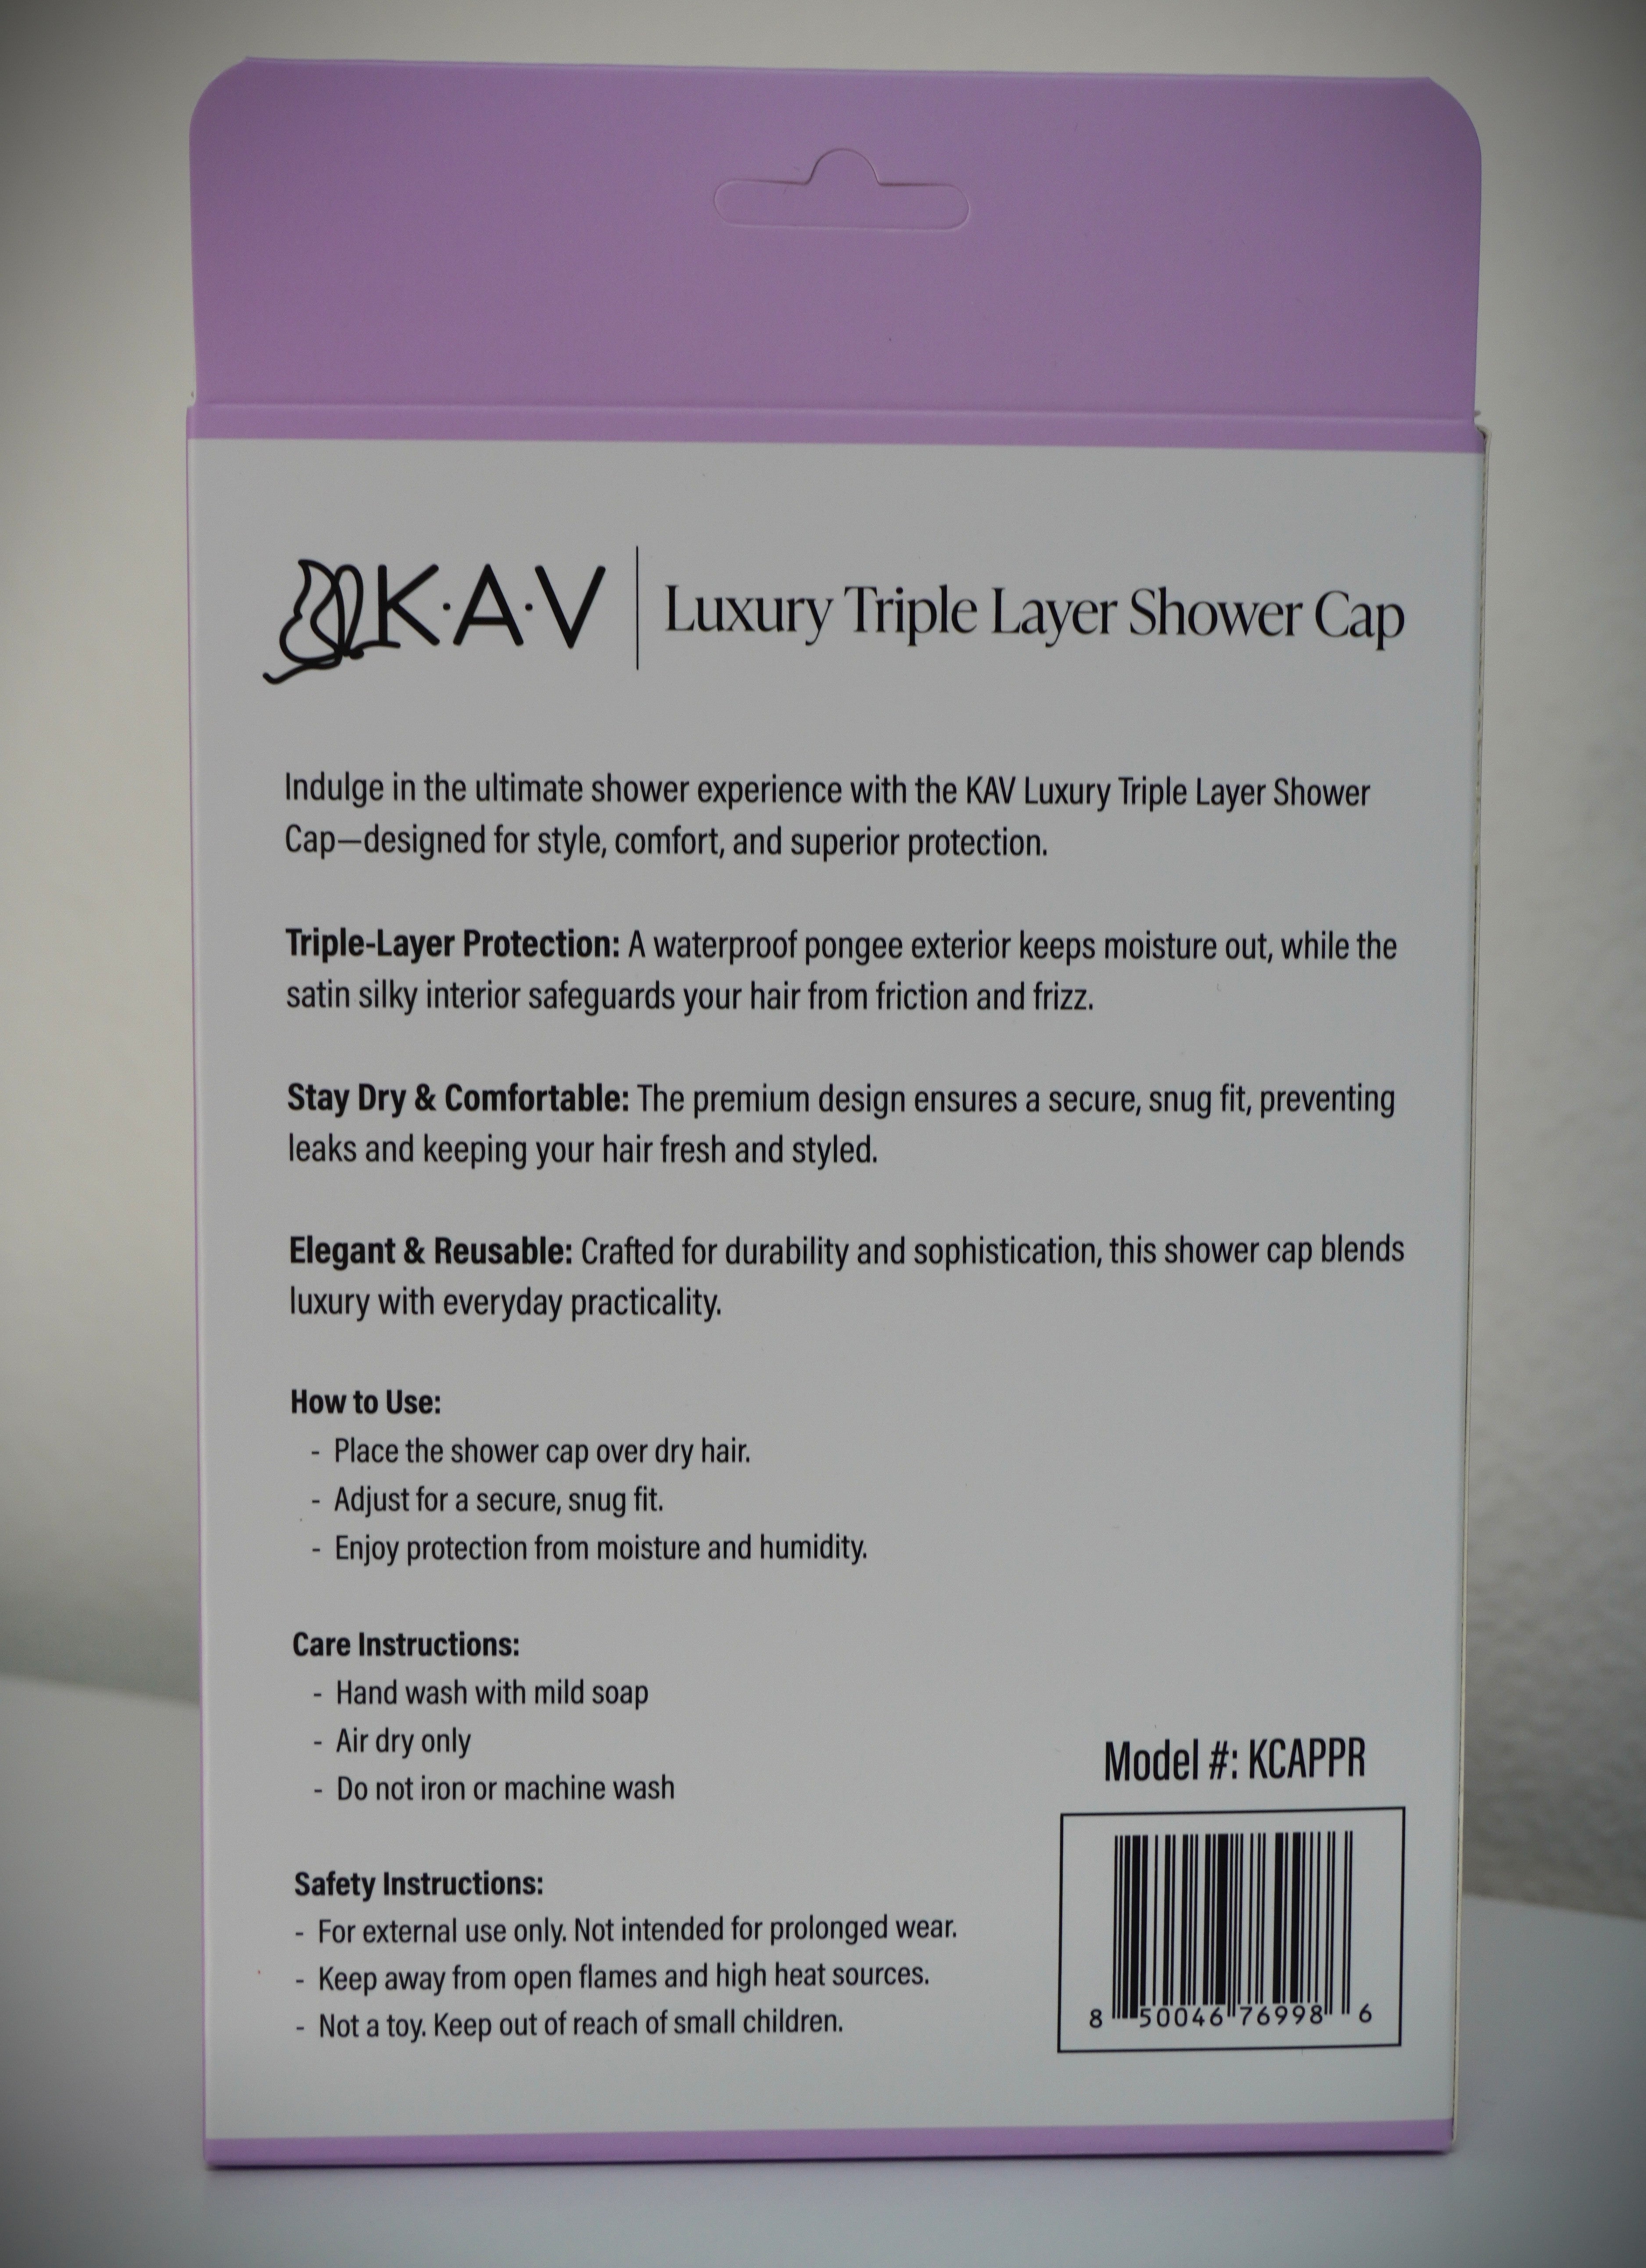 K·A·V | Luxury Triple Layer Shower Cap
Indulge in the ultimate shower experience with the KAV Luxury Triple Layer Shower
Cap—designed for style, comfort, and superior protection.
Triple-Layer Protection: A waterproof pongee exterior keeps moisture out, while the
satin silky interior safeguards your hair from friction and frizz.
Stay Dry & Comfortable: The premium design ensures a secure, snug fit, preventing
leaks and keeping your hair fresh and styled.
Elegant & Reusable: Crafted for durability and sophistication, this shower cap blends
luxury with everyday practicality.
How to Use:
- Place the shower cap over dry hair.
- Adjust for a secure, snug fit.
- Enjoy protection from moisture and humidity.
Care Instructions:
- Hand wash with mild soap
- Air dry only
- Do not iron or machine wash
Safety Instructions:
- For external use only. Not intended for prolonged wear.
- Keep away from open flames and high heat sources.
- Not a toy. Keep out of reach of small children.
Model #: KCAPPR
8 50046 76998 6